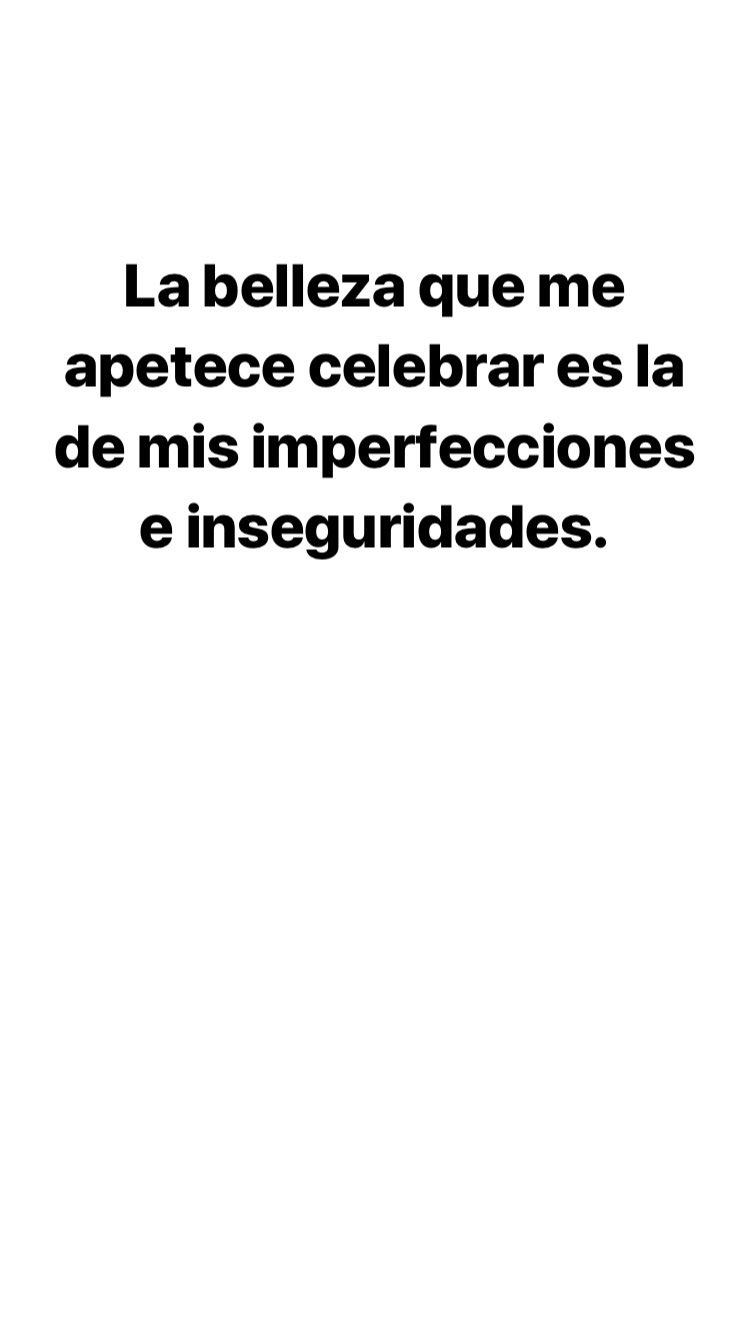 La belleza que me
apetece celebrar es la
de mis imperfecciones
e inseguridades.